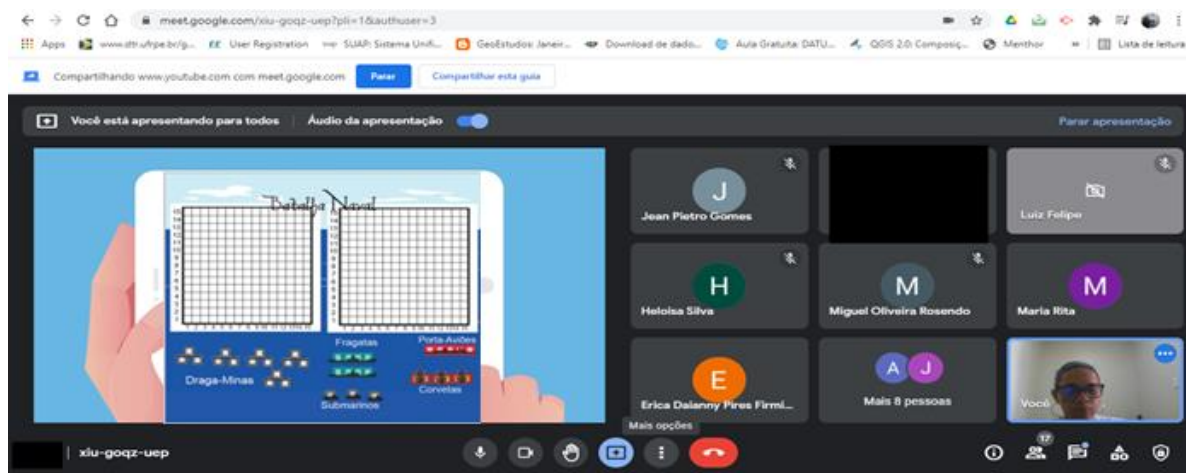 meet.google.com/xiu-goqz-uep?pli=1&authuser=3
Apps www.dtr.ufrpe.br/g... User Registration SUAP: Sistema Unifi... GeoEstudos: Janeir... Download de dado... Aula Gratuita: DATU... QGIS 2.0: Composiç... Menthor » Lista de leitura
Compartilhando www.youtube.com com meet.google.com Parar Compartilhar esta guia
Você está apresentando para todos Áudio da apresentação Parar apresentação
Batalha Naval
Fragatas Porta-Aviões
Draga-Minas
Submarinos Corvetas
J
Jean Pietro Gomes
Luiz Felipe
H
Heloisa Silva
M
Miguel Oliveira Rosendo
M
Maria Rita
E
Erica Daianny Pires Firmi...
A J
Mais 8 pessoas
Você
Mais opções
xiu-goqz-uep
17